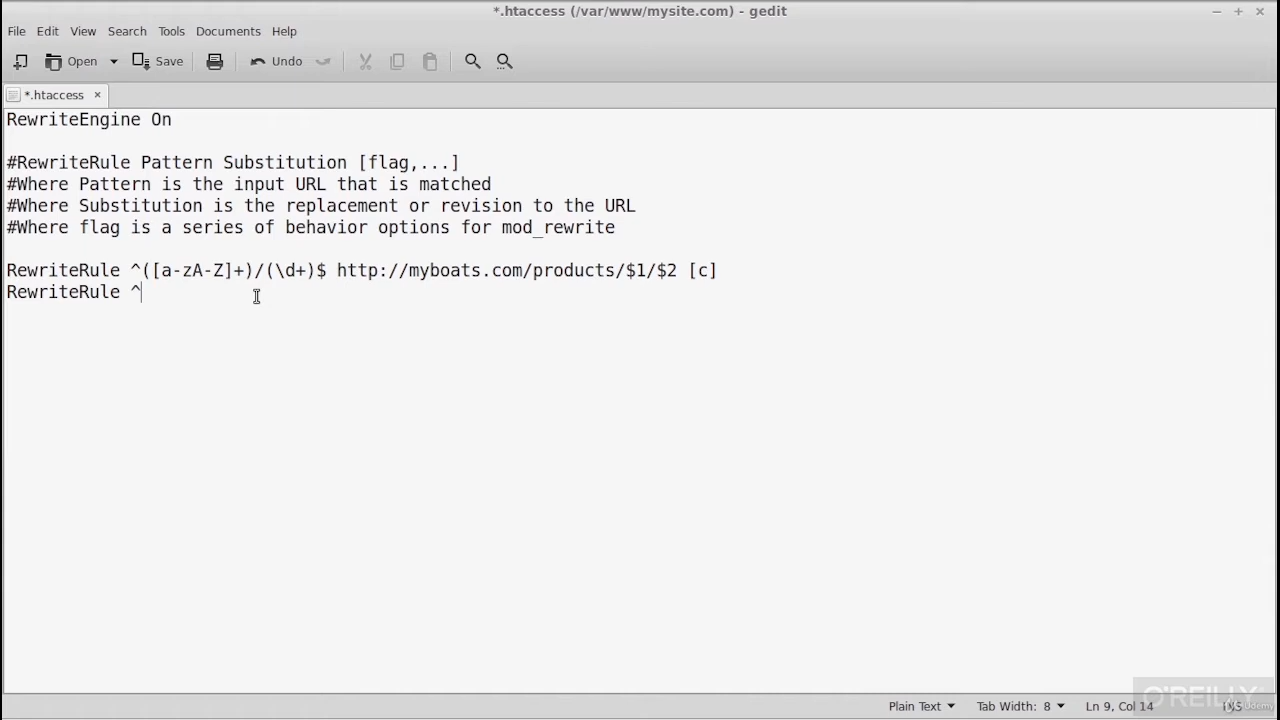 *.htaccess (/var/www/mysite.com) - gedit
File Edit View Search Tools Documents Help
Open Save Undo
*.htaccess ×
RewriteEngine On
#RewriteRule Pattern Substitution [flag,...]
#Where Pattern is the input URL that is matched
#Where Substitution is the replacement or revision to the URL
#Where flag is a series of behavior options for mod_rewrite
RewriteRule ^([a-zA-Z]+)/(\d+)$ http://myboats.com/products/$1/$2 [c]
RewriteRule ^
O'REILLY
Plain Text Tab Width: 8 Ln 9, Col 14 Udemy